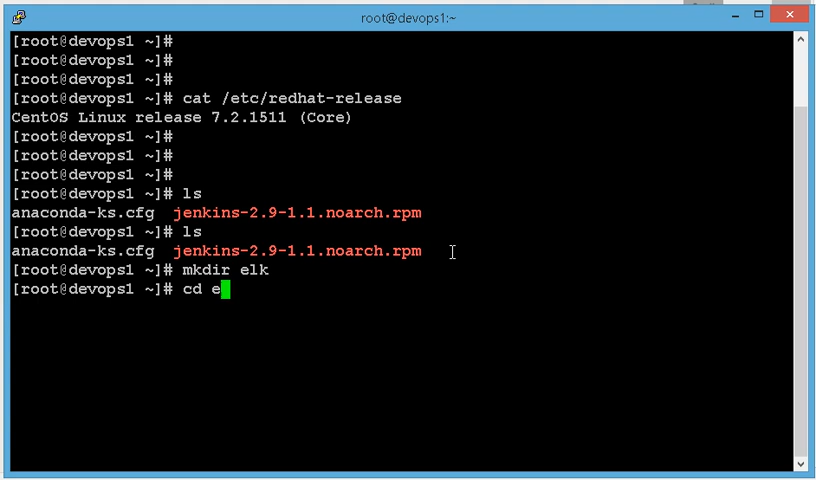 root@devops1:~
[root@devops1 ~]#
[root@devops1 ~]#
[root@devops1 ~]#
[root@devops1 ~]# cat /etc/redhat-release
CentOS Linux release 7.2.1511 (Core)
[root@devops1 ~]#
[root@devops1 ~]#
[root@devops1 ~]#
[root@devops1 ~]# ls
anaconda-ks.cfg  jenkins-2.9-1.1.noarch.rpm
[root@devops1 ~]# ls
anaconda-ks.cfg  jenkins-2.9-1.1.noarch.rpm
[root@devops1 ~]# mkdir elk
[root@devops1 ~]# cd e